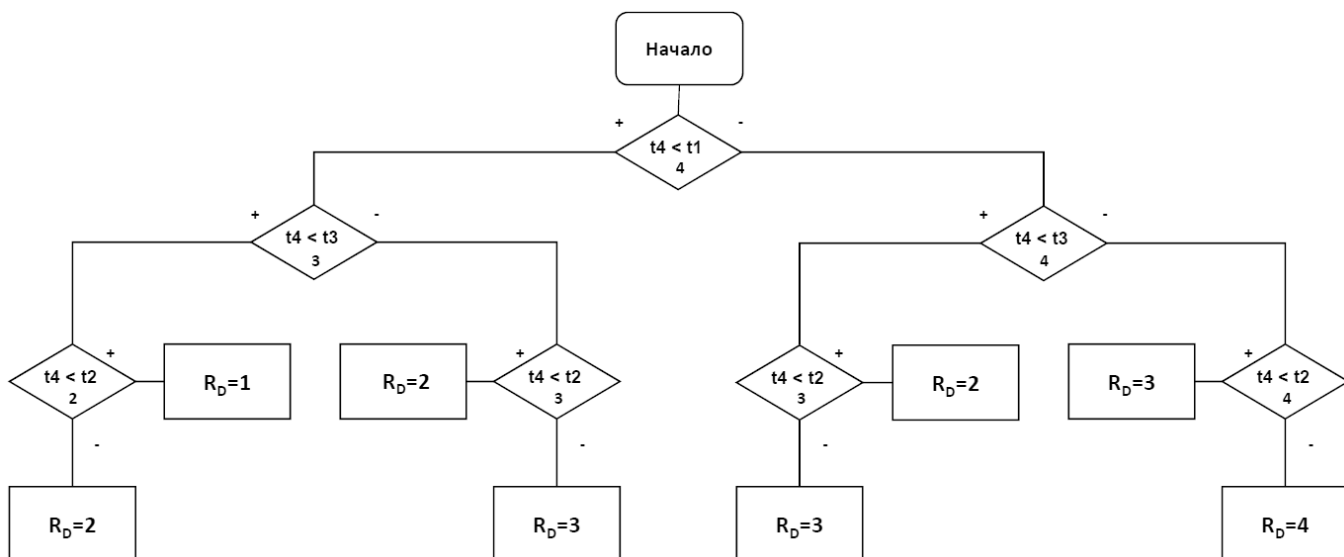 Начало
+
-
t4 < t1
4
+
-
+
-
t4 < t3
3
t4 < t3
4
+
+
+
+
t4 < t2
2
R_D=1
R_D=2
t4 < t2
3
t4 < t2
3
R_D=2
R_D=3
t4 < t2
4
-
-
-
-
R_D=2
R_D=3
R_D=3
R_D=4